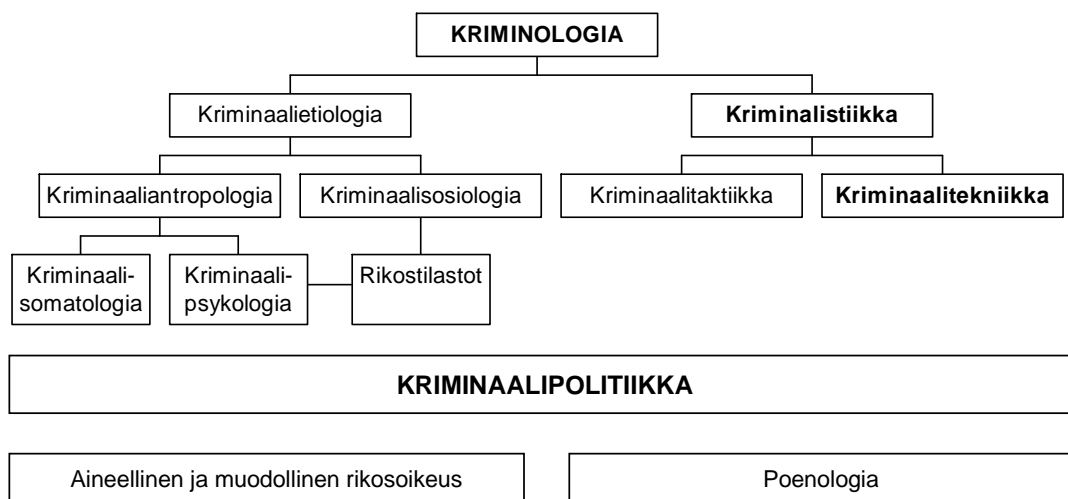 KRIMINOLOGIA
Kriminaalietiologia
Kriminalistiikka
Kriminaaliantropologia
Kriminaalisosiologia
Kriminaalitaktiikka
Kriminaalitekniikka
Kriminaali-
somatologia
Kriminaali-
psykologia
Rikostilastot
KRIMINAALIPOLITIIKKA
Aineellinen ja muodollinen rikosoikeus
Poenologia